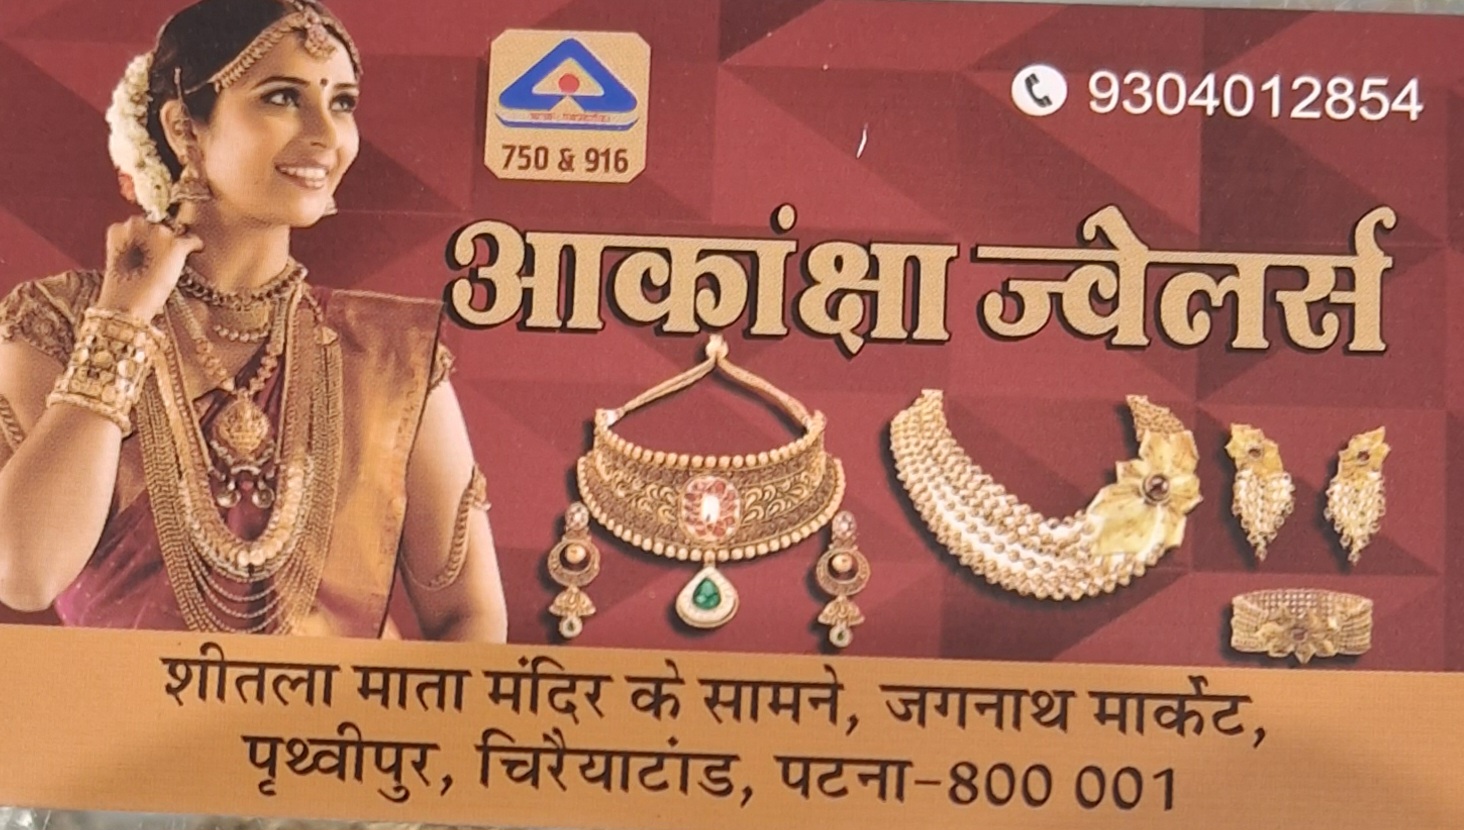 9304012854
750 & 916
आकांक्षा ज्वेलर्स
शीतला माता मंदिर के सामने, जगनाथ मार्केट,
पृथ्वीपुर, चिरैयाटांड, पटना-800 001